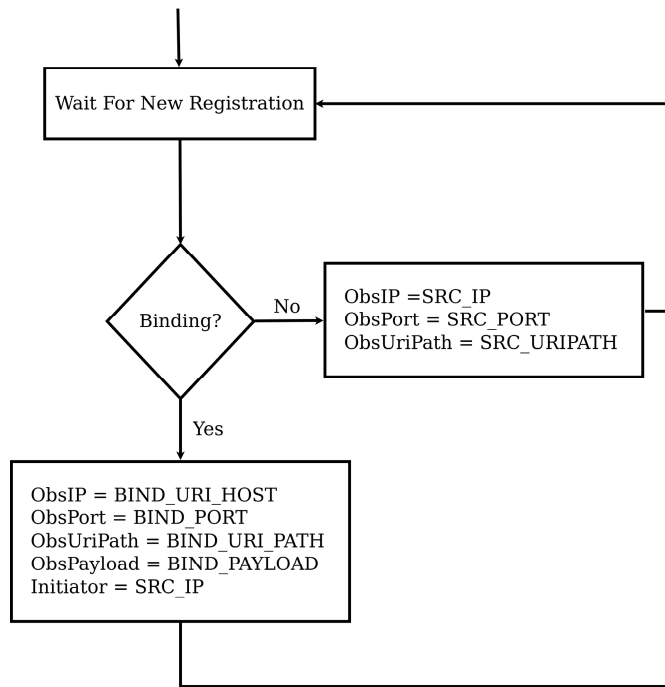 Wait For New Registration
Binding?
No
ObsIP =SRC_IP
ObsPort = SRC_PORT
ObsUriPath = SRC_URIPATH
Yes
ObsIP = BIND_URI_HOST
ObsPort = BIND_PORT
ObsUriPath = BIND_URI_PATH
ObsPayload = BIND_PAYLOAD
Initiator = SRC_IP